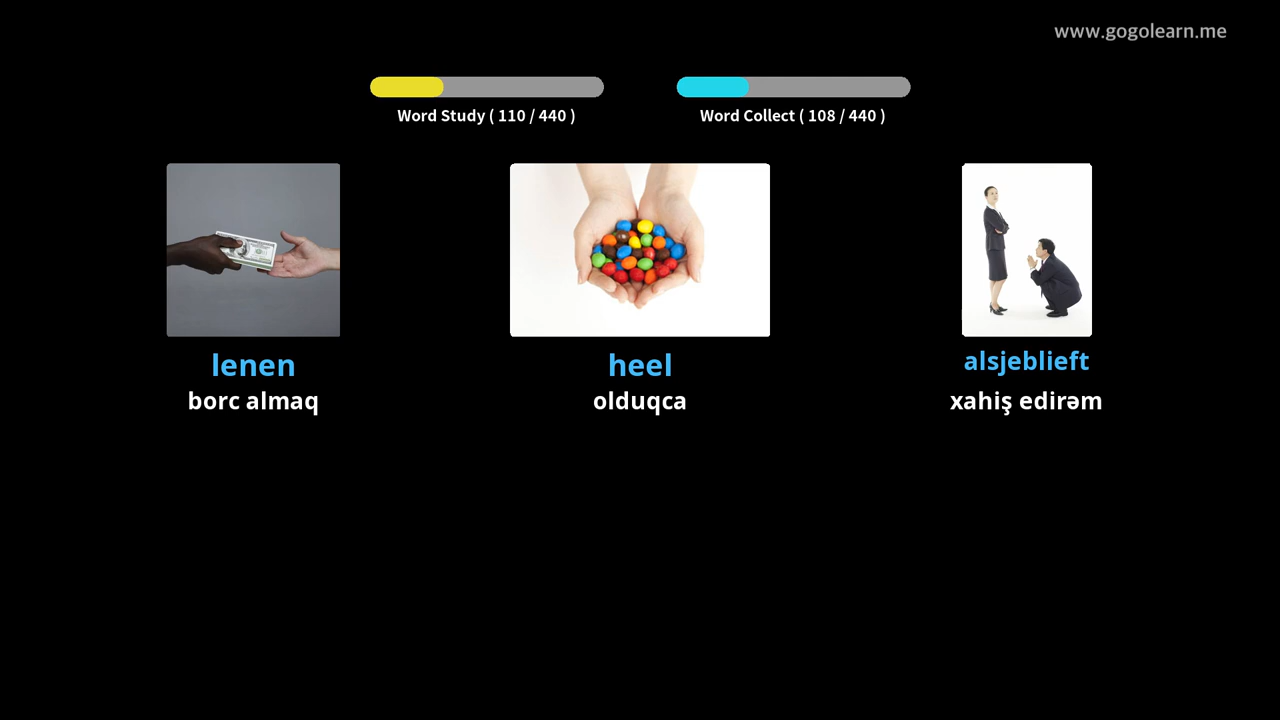 www.gogolearn.me
Word Study ( 110 / 440 )
Word Collect ( 108 / 440 )
lenen
borc almaq
heel
olduqca
alsjeblieft
xahiş edirəm